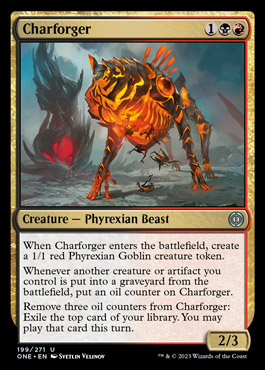 Charforger 1
Creature — Phyrexian Beast
When Charforger enters the battlefield, create
a 1/1 red Phyrexian Goblin creature token.
Whenever another creature or artifact you
control is put into a graveyard from the
battlefield, put an oil counter on Charforger.
Remove three oil counters from Charforger:
Exile the top card of your library. You may
play that card this turn.
2/3
199/271 U
ONE • EN SVETLIN VELINOV ™ & © 2023 Wizards of the Coast